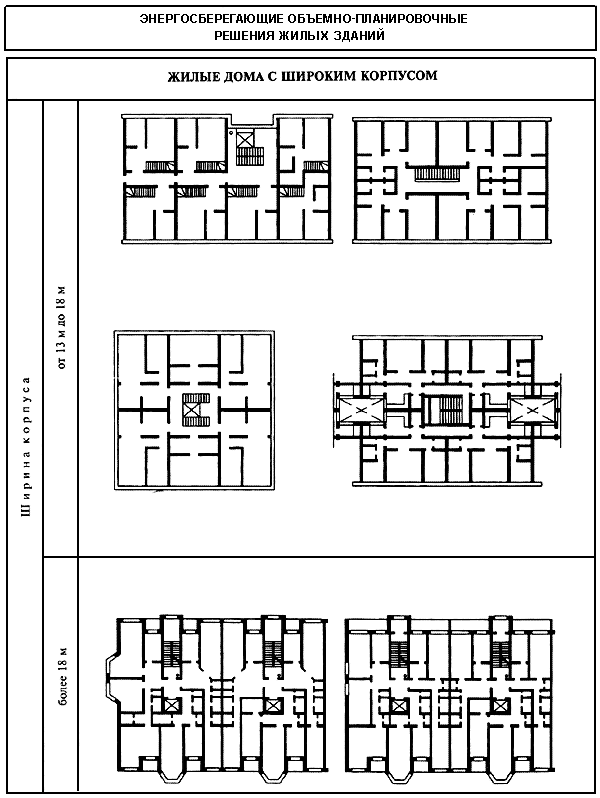 ЭНЕРГОСБЕРЕГАЮЩИЕ ОБЪЕМНО-ПЛАНИРОВОЧНЫЕ
РЕШЕНИЯ ЖИЛЫХ ЗДАНИЙ
ЖИЛЫЕ ДОМА С ШИРОКИМ КОРПУСОМ
Ширина корпуса
от 13 м до 18 м
более 18 м